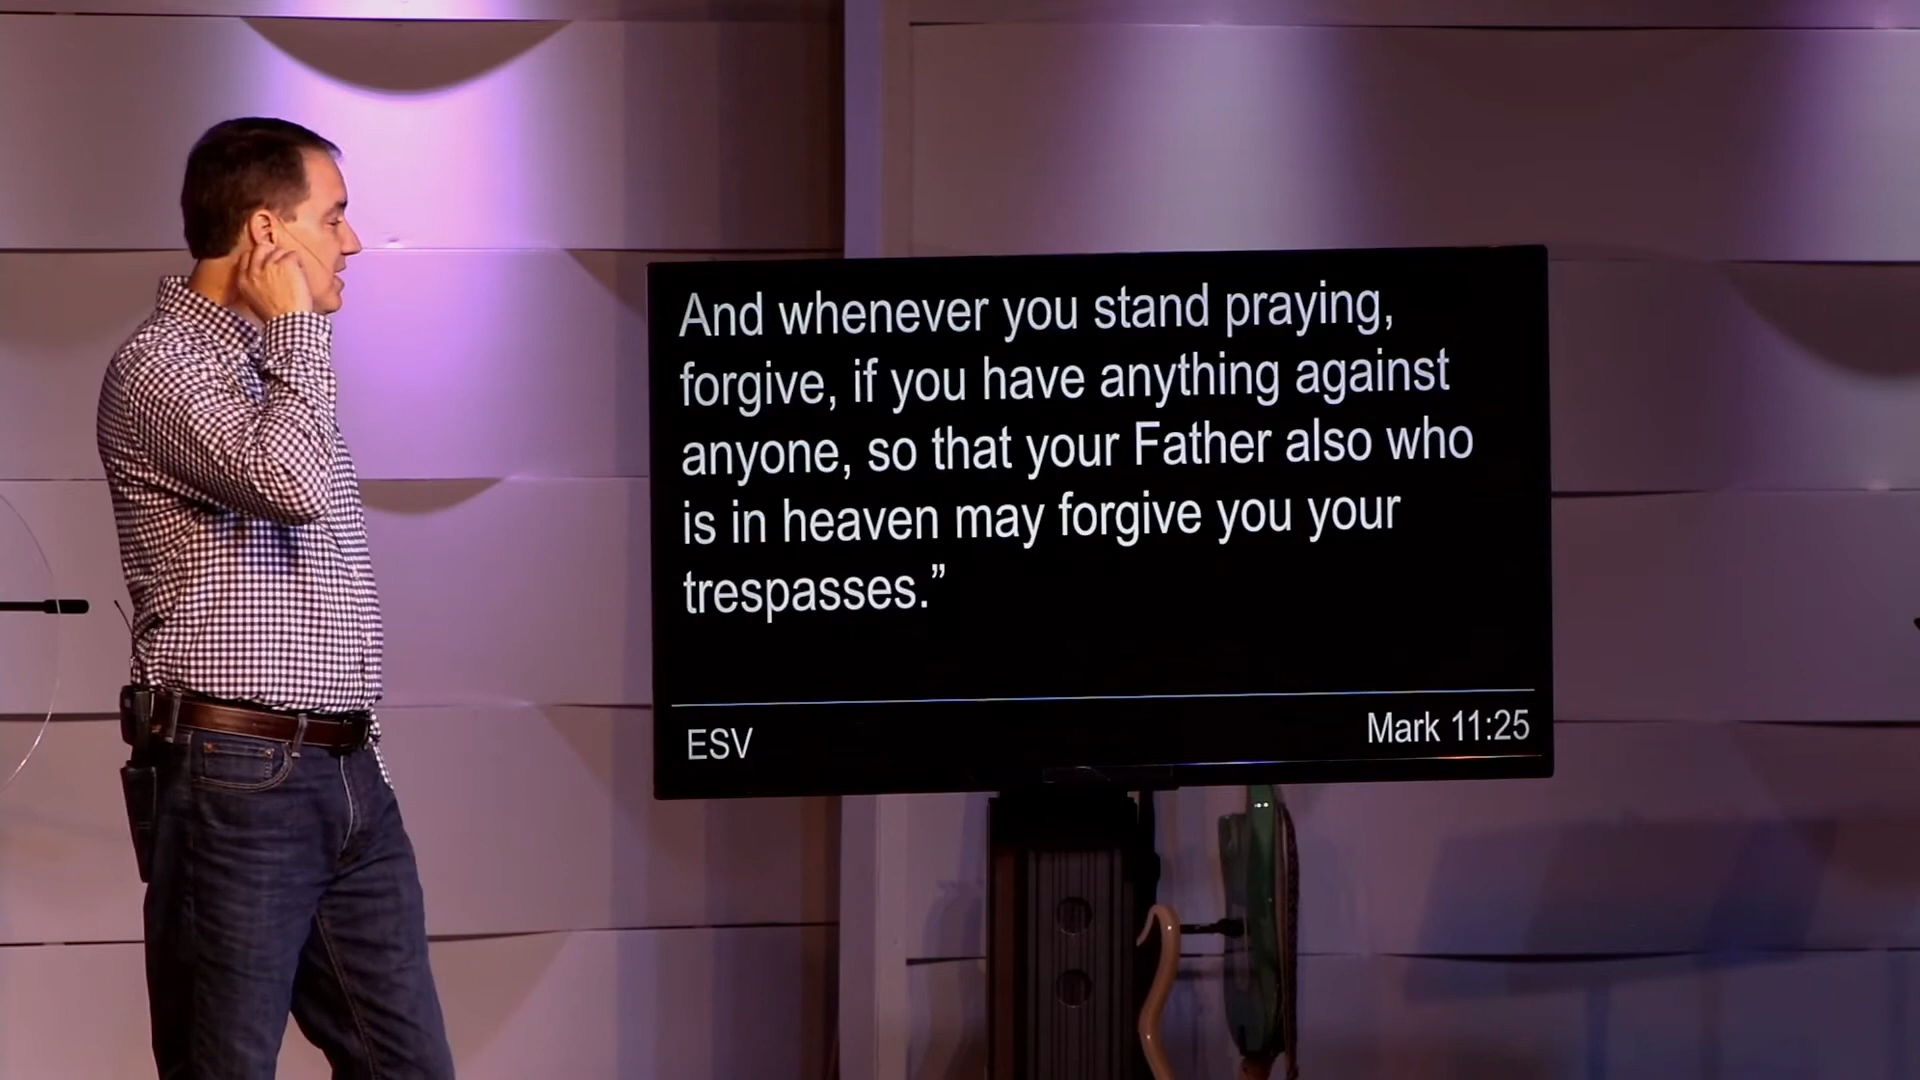 And whenever you stand praying,
forgive, if you have anything against
anyone, so that your Father also who
is in heaven may forgive you your
trespasses.”
ESV
Mark 11:25